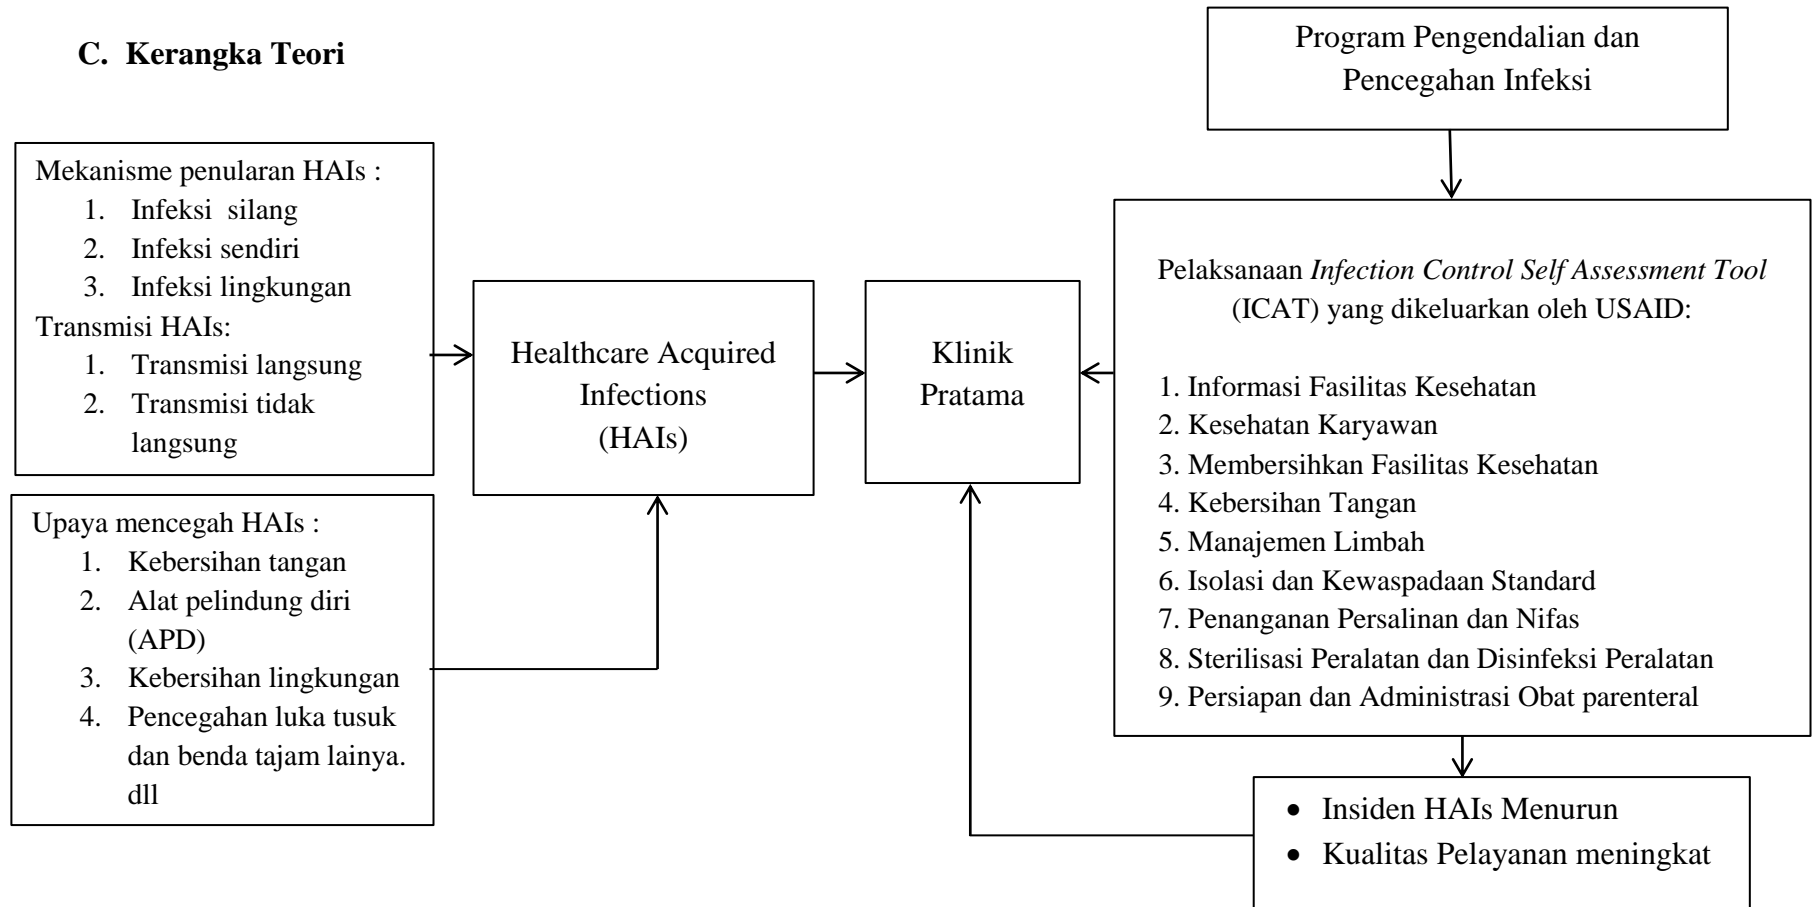 C. Kerangka Teori
Program Pengendalian dan
Pencegahan Infeksi
Mekanisme penularan HAIs :
1. Infeksi silang
2. Infeksi sendiri
3. Infeksi lingkungan
Transmisi HAIs:
1. Transmisi langsung
2. Transmisi tidak
langsung
Upaya mencegah HAIs :
1. Kebersihan tangan
2. Alat pelindung diri
(APD)
3. Kebersihan lingkungan
4. Pencegahan luka tusuk
dan benda tajam lainya.
dll
Healthcare Acquired
Infections
(HAIs)
Klinik
Pratama
Pelaksanaan Infection Control Self Assessment Tool
(ICAT) yang dikeluarkan oleh USAID:
1. Informasi Fasilitas Kesehatan
2. Kesehatan Karyawan
3. Membersihkan Fasilitas Kesehatan
4. Kebersihan Tangan
5. Manajemen Limbah
6. Isolasi dan Kewaspadaan Standard
7. Penanganan Persalinan dan Nifas
8. Sterilisasi Peralatan dan Disinfeksi Peralatan
9. Persiapan dan Administrasi Obat parenteral
• Insiden HAIs Menurun
• Kualitas Pelayanan meningkat